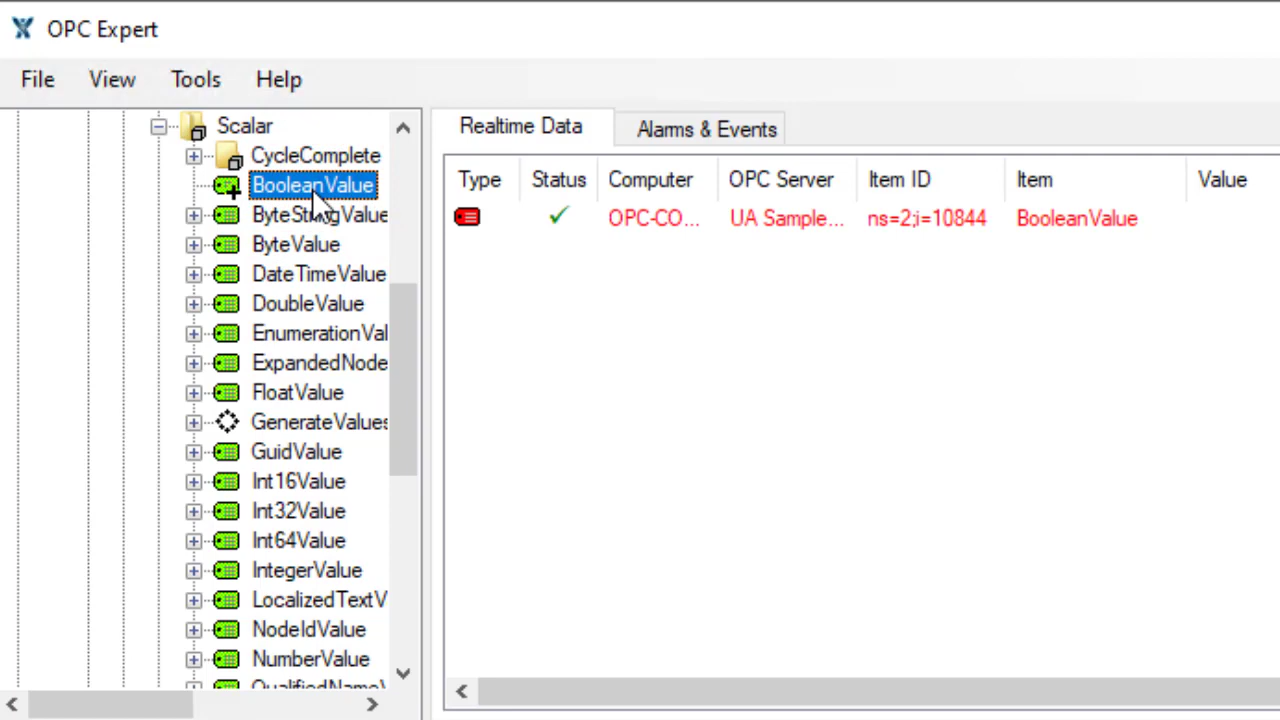 OPC Expert
File View Tools Help
Scalar
CycleComplete
BooleanValue
ByteStringValue
ByteValue
DateTimeValue
DoubleValue
EnumerationVal
ExpandedNode
FloatValue
GenerateValues
GuidValue
Int16Value
Int32Value
Int64Value
IntegerValue
LocalizedTextV
NodeIdValue
NumberValue
QualifiedNameV
Realtime Data Alarms & Events
Type Status Computer OPC Server Item ID Item Value
OPC-CO... UA Sample... ns=2;i=10844 BooleanValue